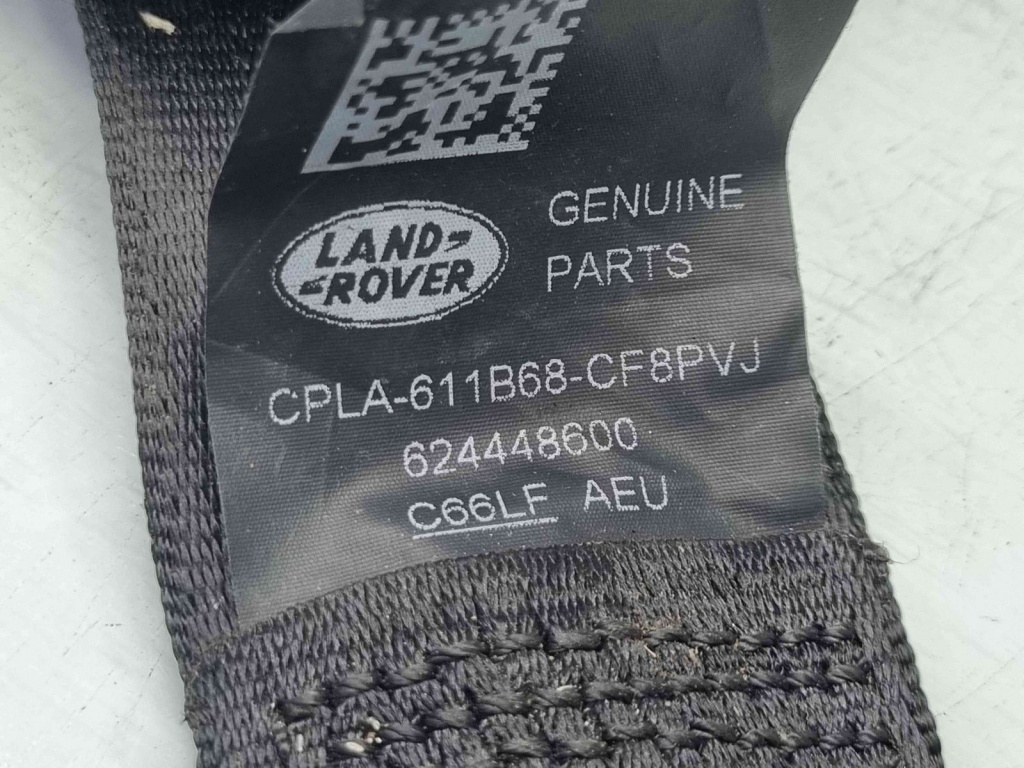 LAND-
-ROVER
GENUINE
PARTS
CPLA-611B68-CF8PVJ
624448600
C66LF AEU